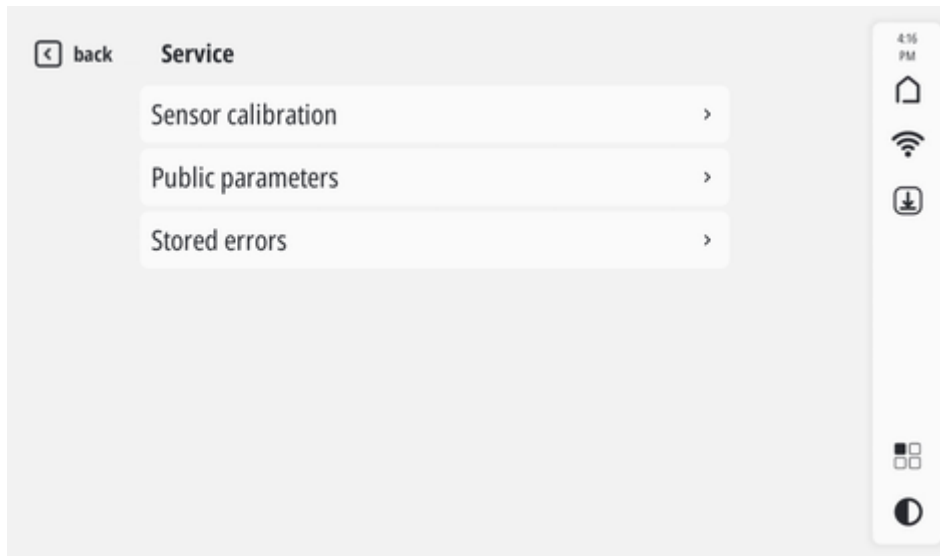 back Service
Sensor calibration
Public parameters
Stored errors
4:16
PM